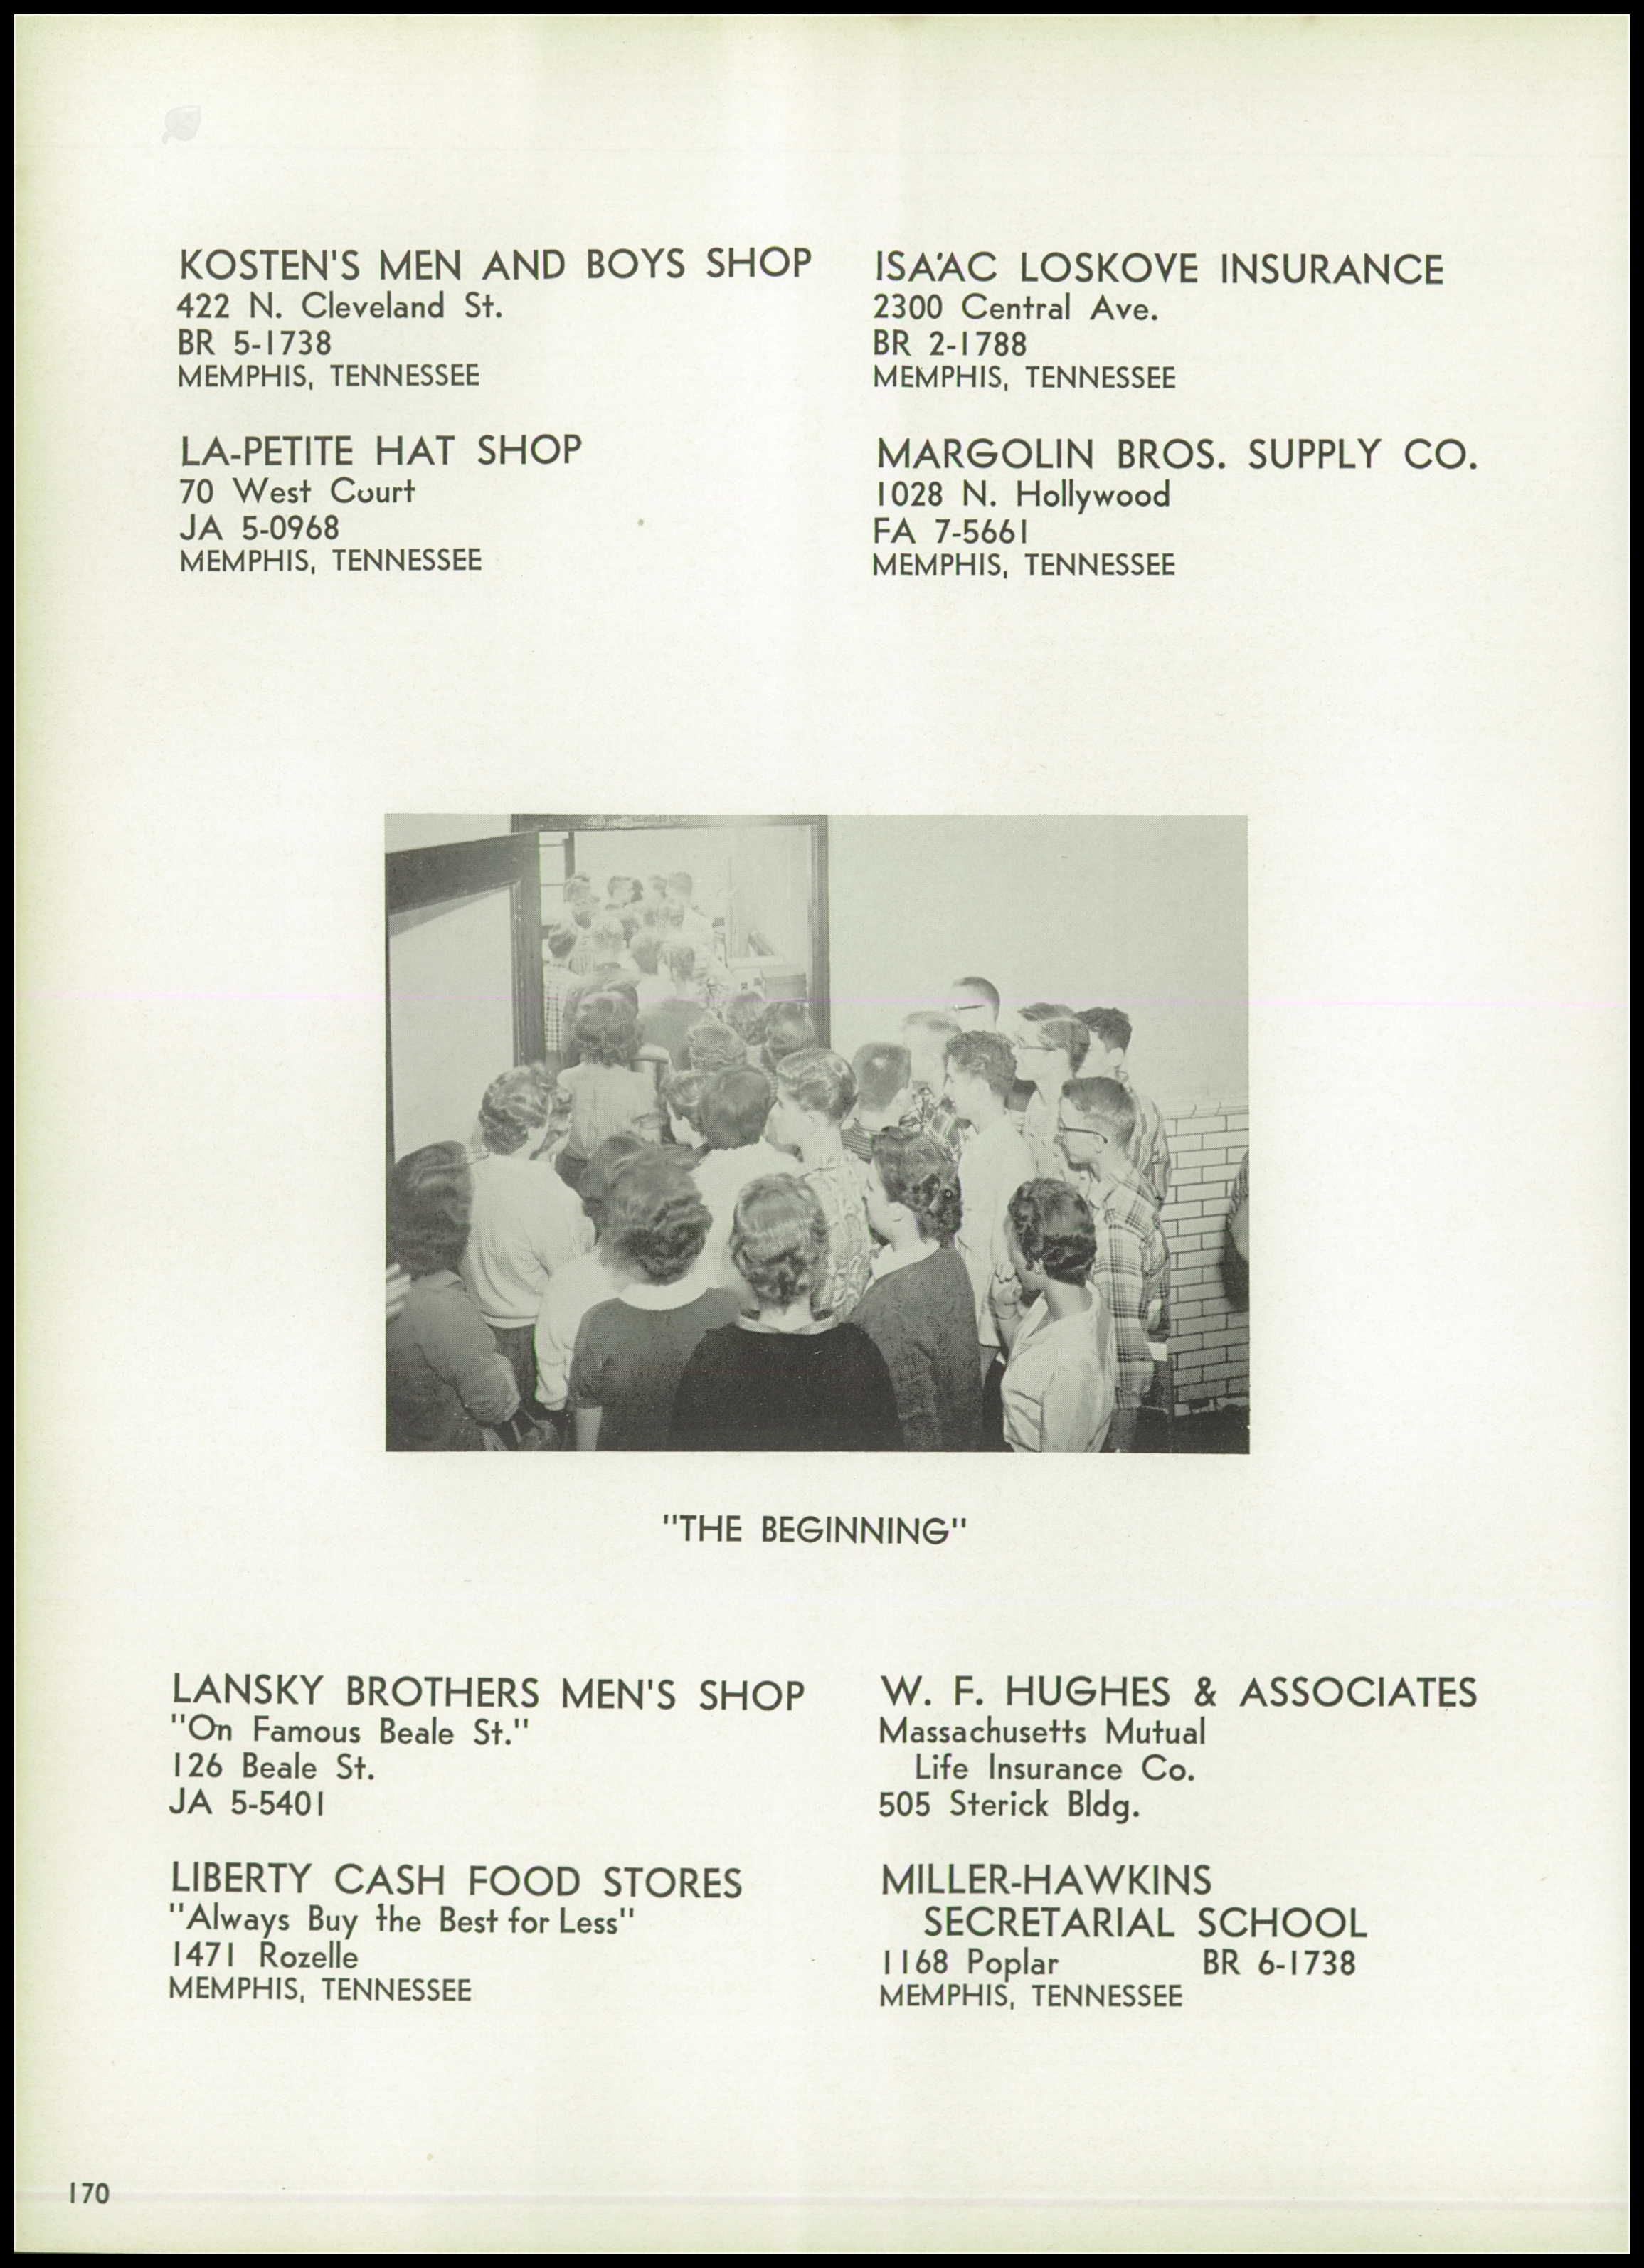 KOSTEN'S MEN AND BOYS SHOP
422 N. Cleveland St.
BR 5-1738
MEMPHIS, TENNESSEE
ISA'AC LOSKOVE INSURANCE
2300 Central Ave.
BR 2-1788
MEMPHIS, TENNESSEE
LA-PETITE HAT SHOP
70 West Court
JA 5-0968
MEMPHIS, TENNESSEE
MARGOLIN BROS. SUPPLY CO.
1028 N. Hollywood
FA 7-5661
MEMPHIS, TENNESSEE
"THE BEGINNING"
LANSKY BROTHERS MEN'S SHOP
"On Famous Beale St."
126 Beale St.
JA 5-5401
W. F. HUGHES & ASSOCIATES
Massachusetts Mutual
Life Insurance Co.
505 Sterick Bldg.
LIBERTY CASH FOOD STORES
"Always Buy the Best for Less"
1471 Rozelle
MEMPHIS, TENNESSEE
MILLER-HAWKINS
SECRETARIAL SCHOOL
1168 Poplar BR 6-1738
MEMPHIS, TENNESSEE
170